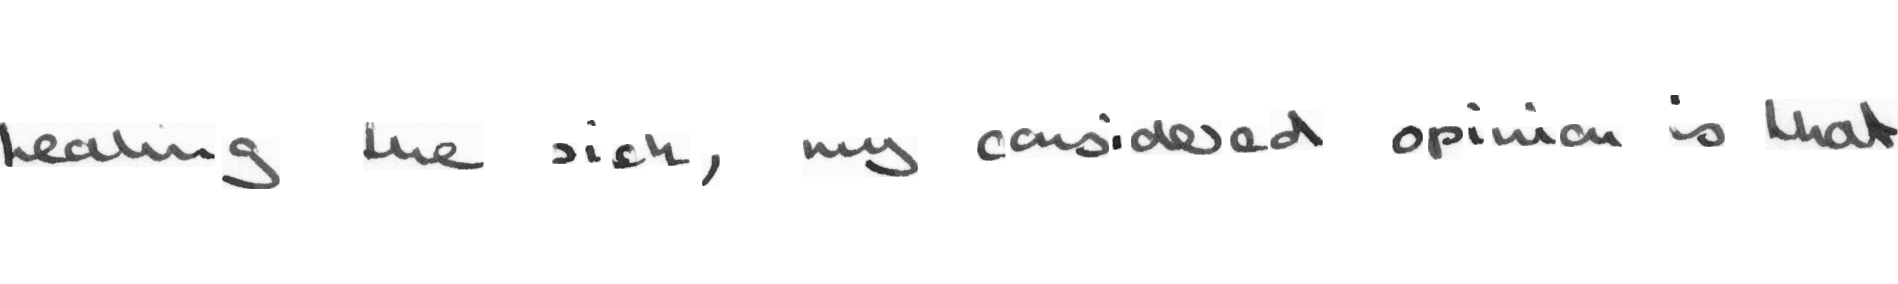 healing the sick, my considered opinion is that